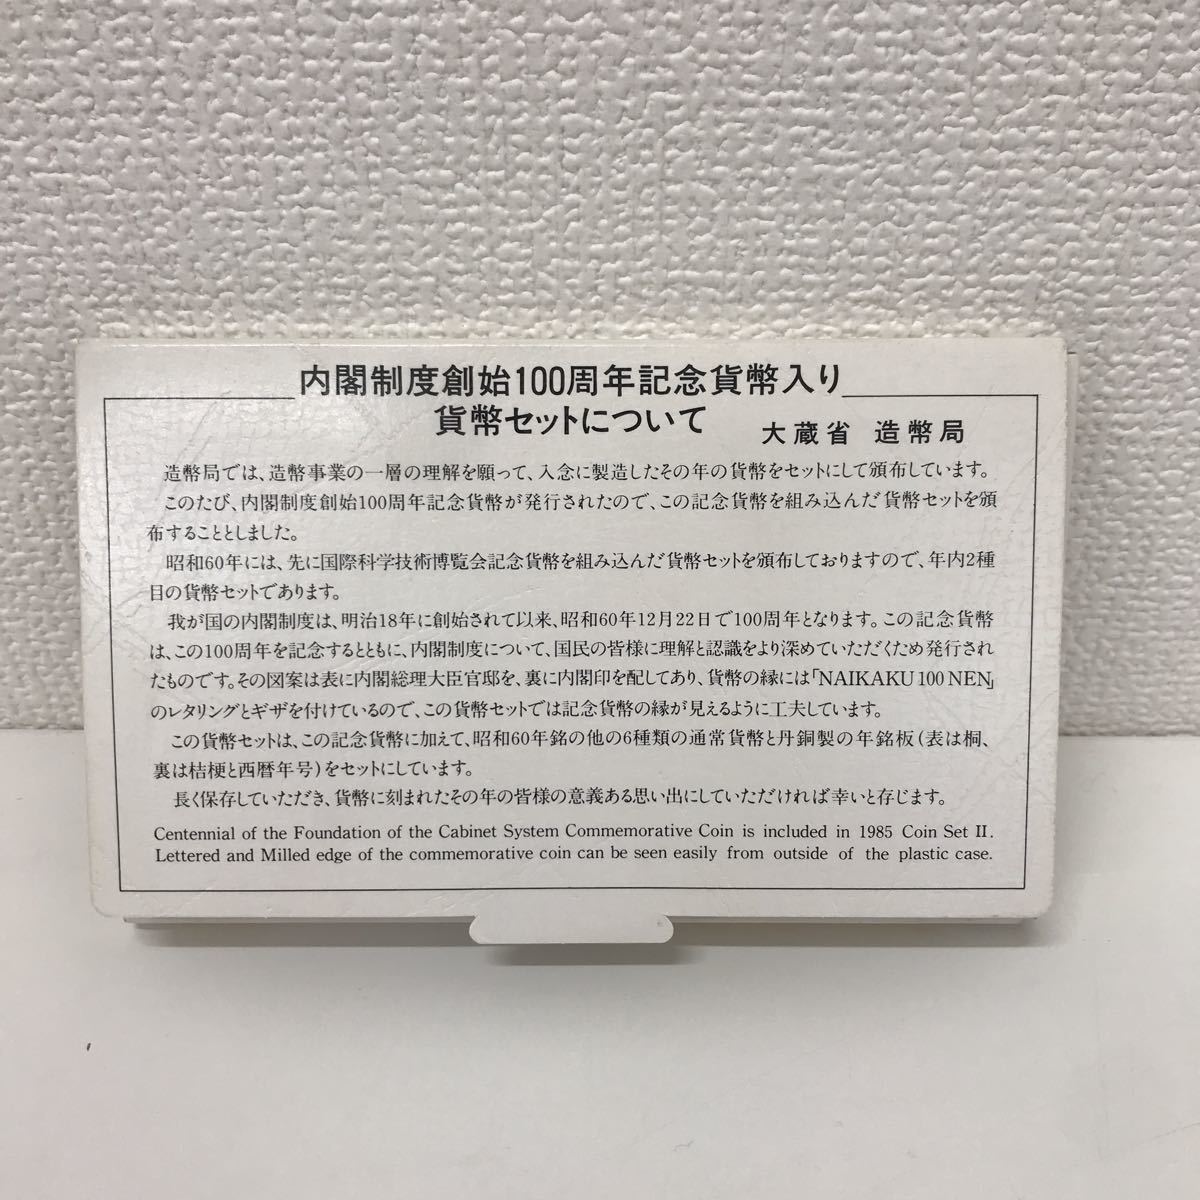 内閣制度創始100周年記念貨幣入り
貨幣セットについて
大蔵省 造幣局
造幣局では、造幣事業の一層の理解を願って、入念に製造したその年の貨幣をセットにして頒布しています。
このたび、内閣制度創始100周年記念貨幣が発行されたので、この記念貨幣を組み込んだ貨幣セットを頒
布することとしました。
昭和60年には、先に国際科学技術博覧会記念貨幣を組み込んだ貨幣セットを頒布しておりますので、年内2種
目の貨幣セットであります。
我が国の内閣制度は、明治18年に創始されて以来、昭和60年12月22日で100周年となります。この記念貨幣
は、この100周年を記念するとともに、内閣制度について、国民の皆様に理解と認識をより深めていただくため発行され
たものです。その図案は表に内閣総理大臣官邸を、裏に内閣印を配してあり、貨幣の縁には「NAIKAKU 100 NEN」
のレタリングとギザを付けているので、この貨幣セットでは記念貨幣の縁が見えるように工夫しています。
この貨幣セットは、この記念貨幣に加えて、昭和60年銘の他の6種類の通常貨幣と丹銅製の年銘板(表は桐、
裏は桔梗と西暦年号)をセットにしています。
長く保存していただき、貨幣に刻まれたその年の皆様の意義ある思い出にしていただければ幸いと存じます。
Centennial of the Foundation of the Cabinet System Commemorative Coin is included in 1985 Coin Set II.
Lettered and Milled edge of the commemorative coin can be seen easily from outside of the plastic case.